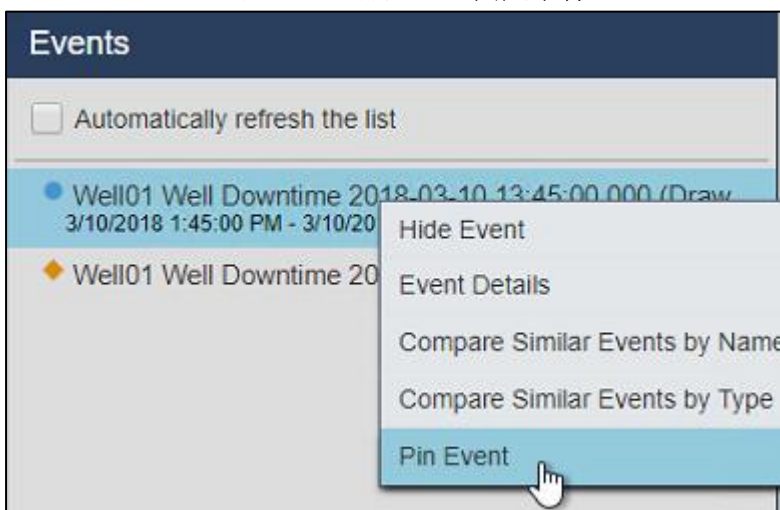 Events
Automatically refresh the list
Well01 Well Downtime 2018-03-10 13:45:00.000 (Draw
3/10/2018 1:45:00 PM - 3/10/20
Well01 Well Downtime 20
Hide Event
Event Details
Compare Similar Events by Name
Compare Similar Events by Type
Pin Event